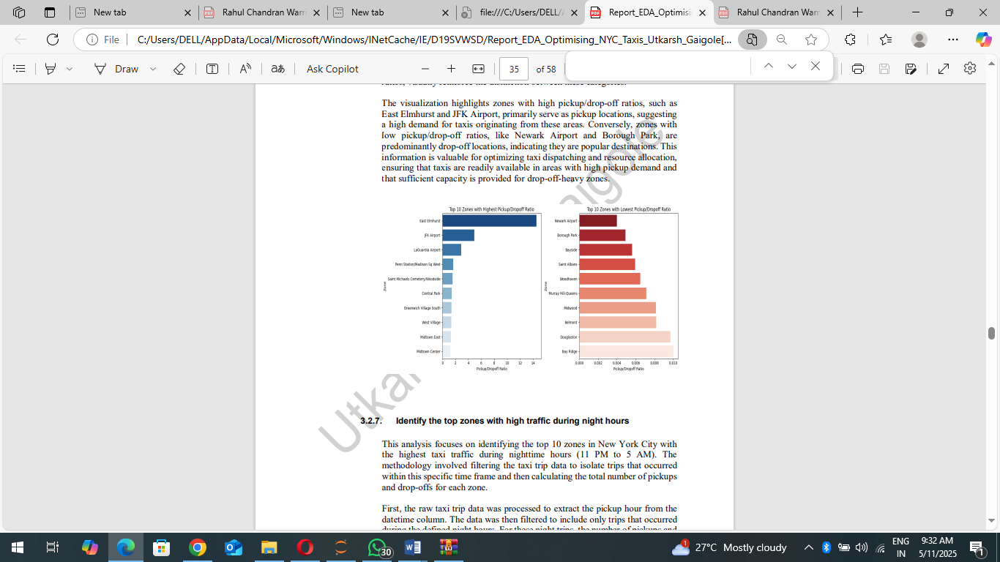 New tab
Rahul Chandran Warr
New tab
file:///C:/Users/DELL/
Report_EDA_Optimisi
Rahul Chandran Warr
File
C:/Users/DELL/AppData/Local/Microsoft/Windows/INetCache/IE/D19SVWSD/Report_EDA_Optimising_NYC_Taxis_Utkarsh_Gaigole[...
Draw
Ask Copilot
35 of 58
The visualization highlights zones with high pickup/drop-off ratios, such as
East Elmhurst and JFK Airport, primarily serve as pickup locations, suggesting
a high demand for taxis originating from these areas. Conversely, zones with
low pickup/drop-off ratios, like Newark Airport and Borough Park, are
predominantly drop-off locations, indicating they are popular destinations. This
information is valuable for optimizing taxi dispatching and resource allocation,
ensuring that taxis are readily available in areas with high pickup demand and
that sufficient capacity is provided for drop-off-heavy zones.
Top 10 Zones with Highest Pickup/Dropoff Ratio
East Elmhurst
JFK Airport
LaGuardia Airport
Penn Station/Madison Sq West
Saint Michaels Cemetery/Woodside
Central Park
Greenwich Village South
West Village
Midtown East
Midtown Center
Zone
0 2 4 6 8 10 12 14
Pickup/Dropoff Ratio
Top 10 Zones with Lowest Pickup/Dropoff Ratio
Newark Airport
Borough Park
Bayside
Saint Albans
Woodhaven
Murray Hill-Queens
Midwood
Belmont
Douglaston
Bay Ridge
Zone
0.000 0.002 0.004 0.006 0.008 0.010
Pickup/Dropoff Ratio
3.2.7. Identify the top zones with high traffic during night hours
This analysis focuses on identifying the top 10 zones in New York City with
the highest taxi traffic during nighttime hours (11 PM to 5 AM). The
methodology involved filtering the taxi trip data to isolate trips that occurred
within this specific time frame and then calculating the total number of pickups
and drop-offs for each zone.
First, the raw taxi trip data was processed to extract the pickup hour from the
datetime column. The data was then filtered to include only trips that occurred
during the defined night hours. For these night trips, the number of pickups and
30
1
27°C Mostly cloudy
ENG
IN
9:32 AM
5/11/2025
1